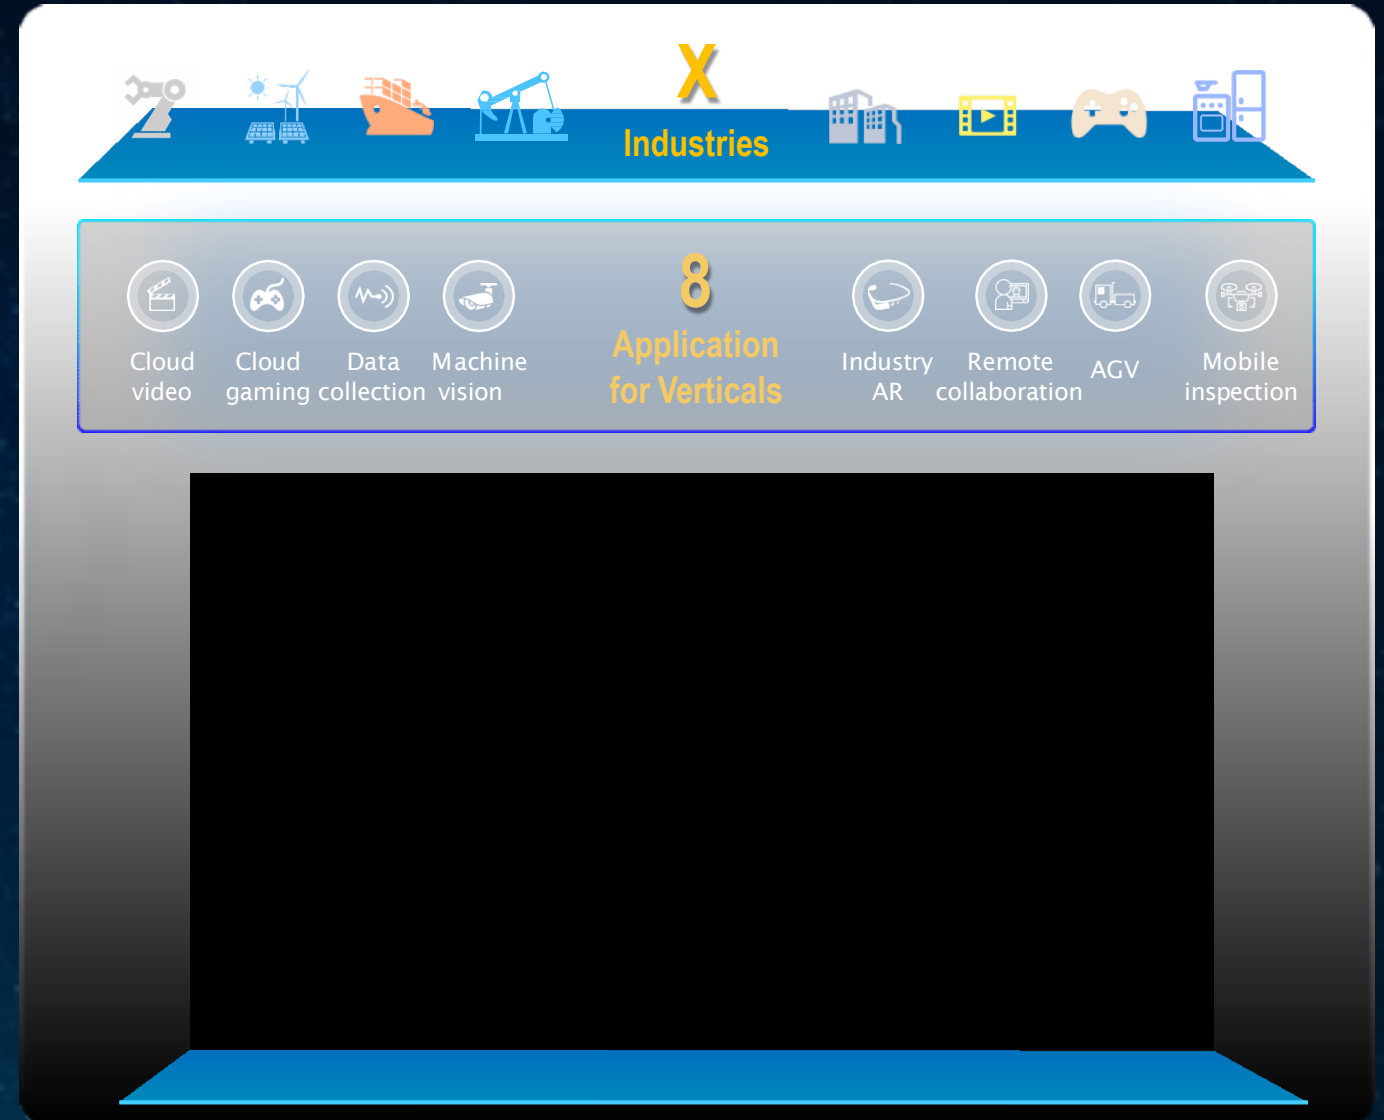 X
Industries
8
Application
for Verticals
Cloud
video
Cloud
gaming
Data
collection
Machine
vision
Industry
AR
Remote
collaboration
AGV
Mobile
inspection